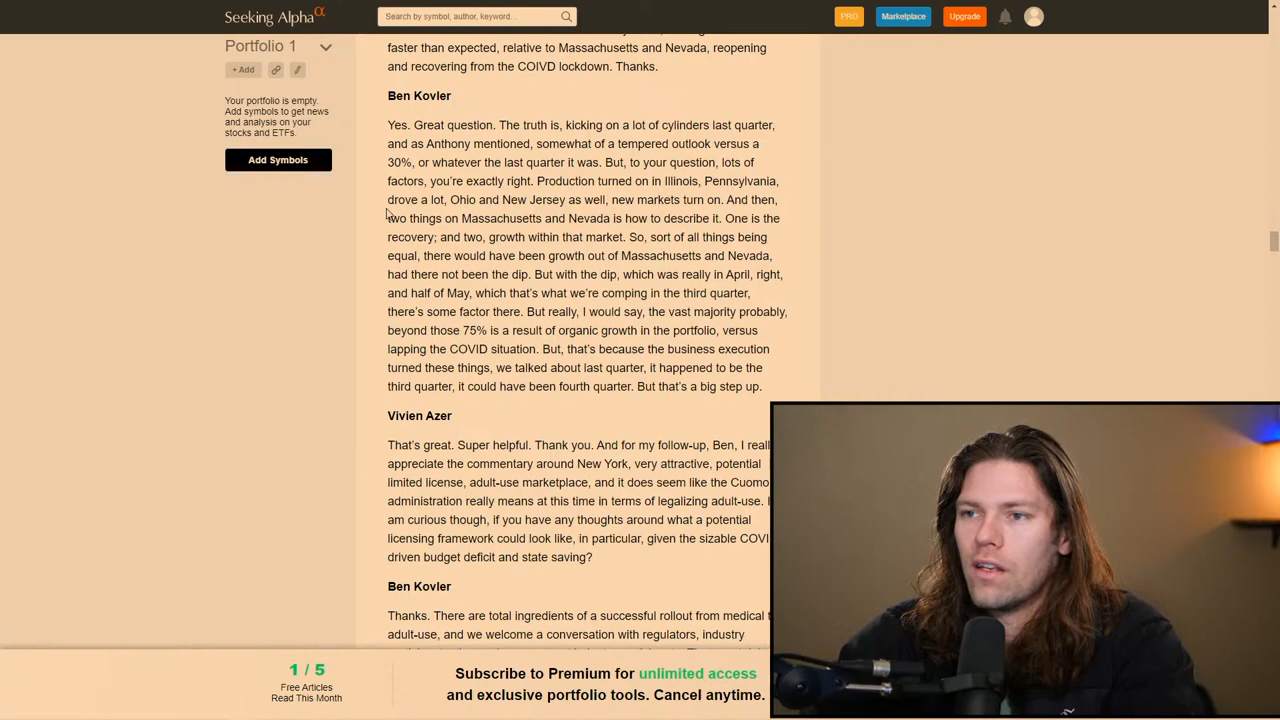 Seeking Alpha α
Search by symbol, author, keyword...
PRO
Marketplace
Upgrade
Portfolio 1
+ Add
Your portfolio is empty.
Add symbols to get news
and analysis on your
stocks and ETFs.
Add Symbols
faster than expected, relative to Massachusetts and Nevada, reopening
and recovering from the COIVD lockdown. Thanks.
Ben Kovler
Yes. Great question. The truth is, kicking on a lot of cylinders last quarter,
and as Anthony mentioned, somewhat of a tempered outlook versus a
30%, or whatever the last quarter it was. But, to your question, lots of
factors, you're exactly right. Production turned on in Illinois, Pennsylvania,
drove a lot, Ohio and New Jersey as well, new markets turn on. And then,
two things on Massachusetts and Nevada is how to describe it. One is the
recovery; and two, growth within that market. So, sort of all things being
equal, there would have been growth out of Massachusetts and Nevada,
had there not been the dip. But with the dip, which was really in April, right,
and half of May, which that's what we're comping in the third quarter,
there's some factor there. But really, I would say, the vast majority probably,
beyond those 75% is a result of organic growth in the portfolio, versus
lapping the COVID situation. But, that's because the business execution
turned these things, we talked about last quarter, it happened to be the
third quarter, it could have been fourth quarter. But that's a big step up.
Vivien Azer
That's great. Super helpful. Thank you. And for my follow-up, Ben, I reall
appreciate the commentary around New York, very attractive, potential
limited license, adult-use marketplace, and it does seem like the Cuomo
administration really means at this time in terms of legalizing adult-use. I
am curious though, if you have any thoughts around what a potential
licensing framework could look like, in particular, given the sizable COVI
driven budget deficit and state saving?
Ben Kovler
Thanks. There are total ingredients of a successful rollout from medical t
adult-use, and we welcome a conversation with regulators, industry
1 / 5
Free Articles
Read This Month
Subscribe to Premium for unlimited access
and exclusive portfolio tools. Cancel anytime.